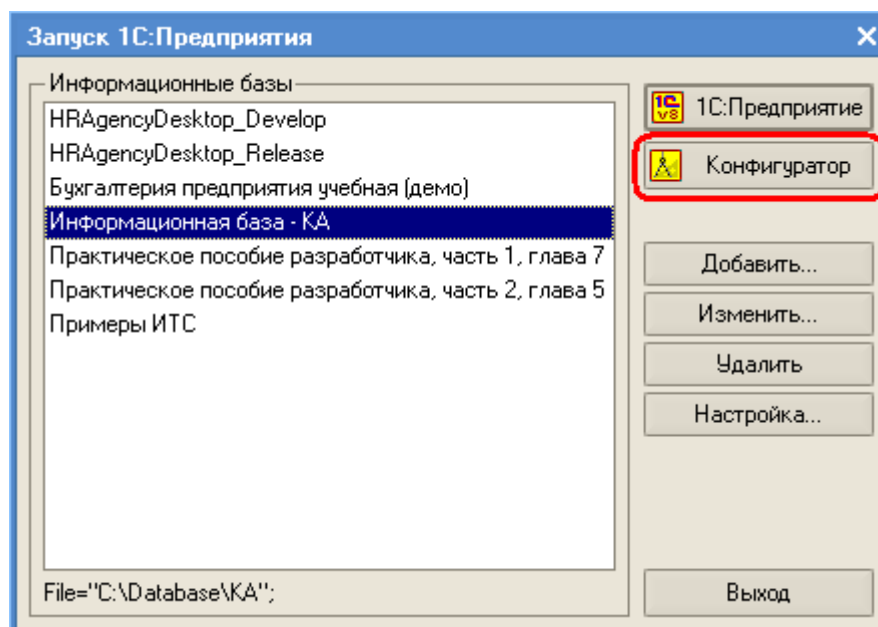 Запуск 1С:Предприятия
Информационные базы
HRAgencyDesktop_Develop
HRAgencyDesktop_Release
Бухгалтерия предприятия учебная (демо)
Информационная база - КА
Практическое пособие разработчика, часть 1, глава 7
Практическое пособие разработчика, часть 2, глава 5
Примеры ИТС
File="C:\Database\KA";
1С:Предприятие
Конфигуратор
Добавить...
Изменить...
Удалить
Настройка...
Выход